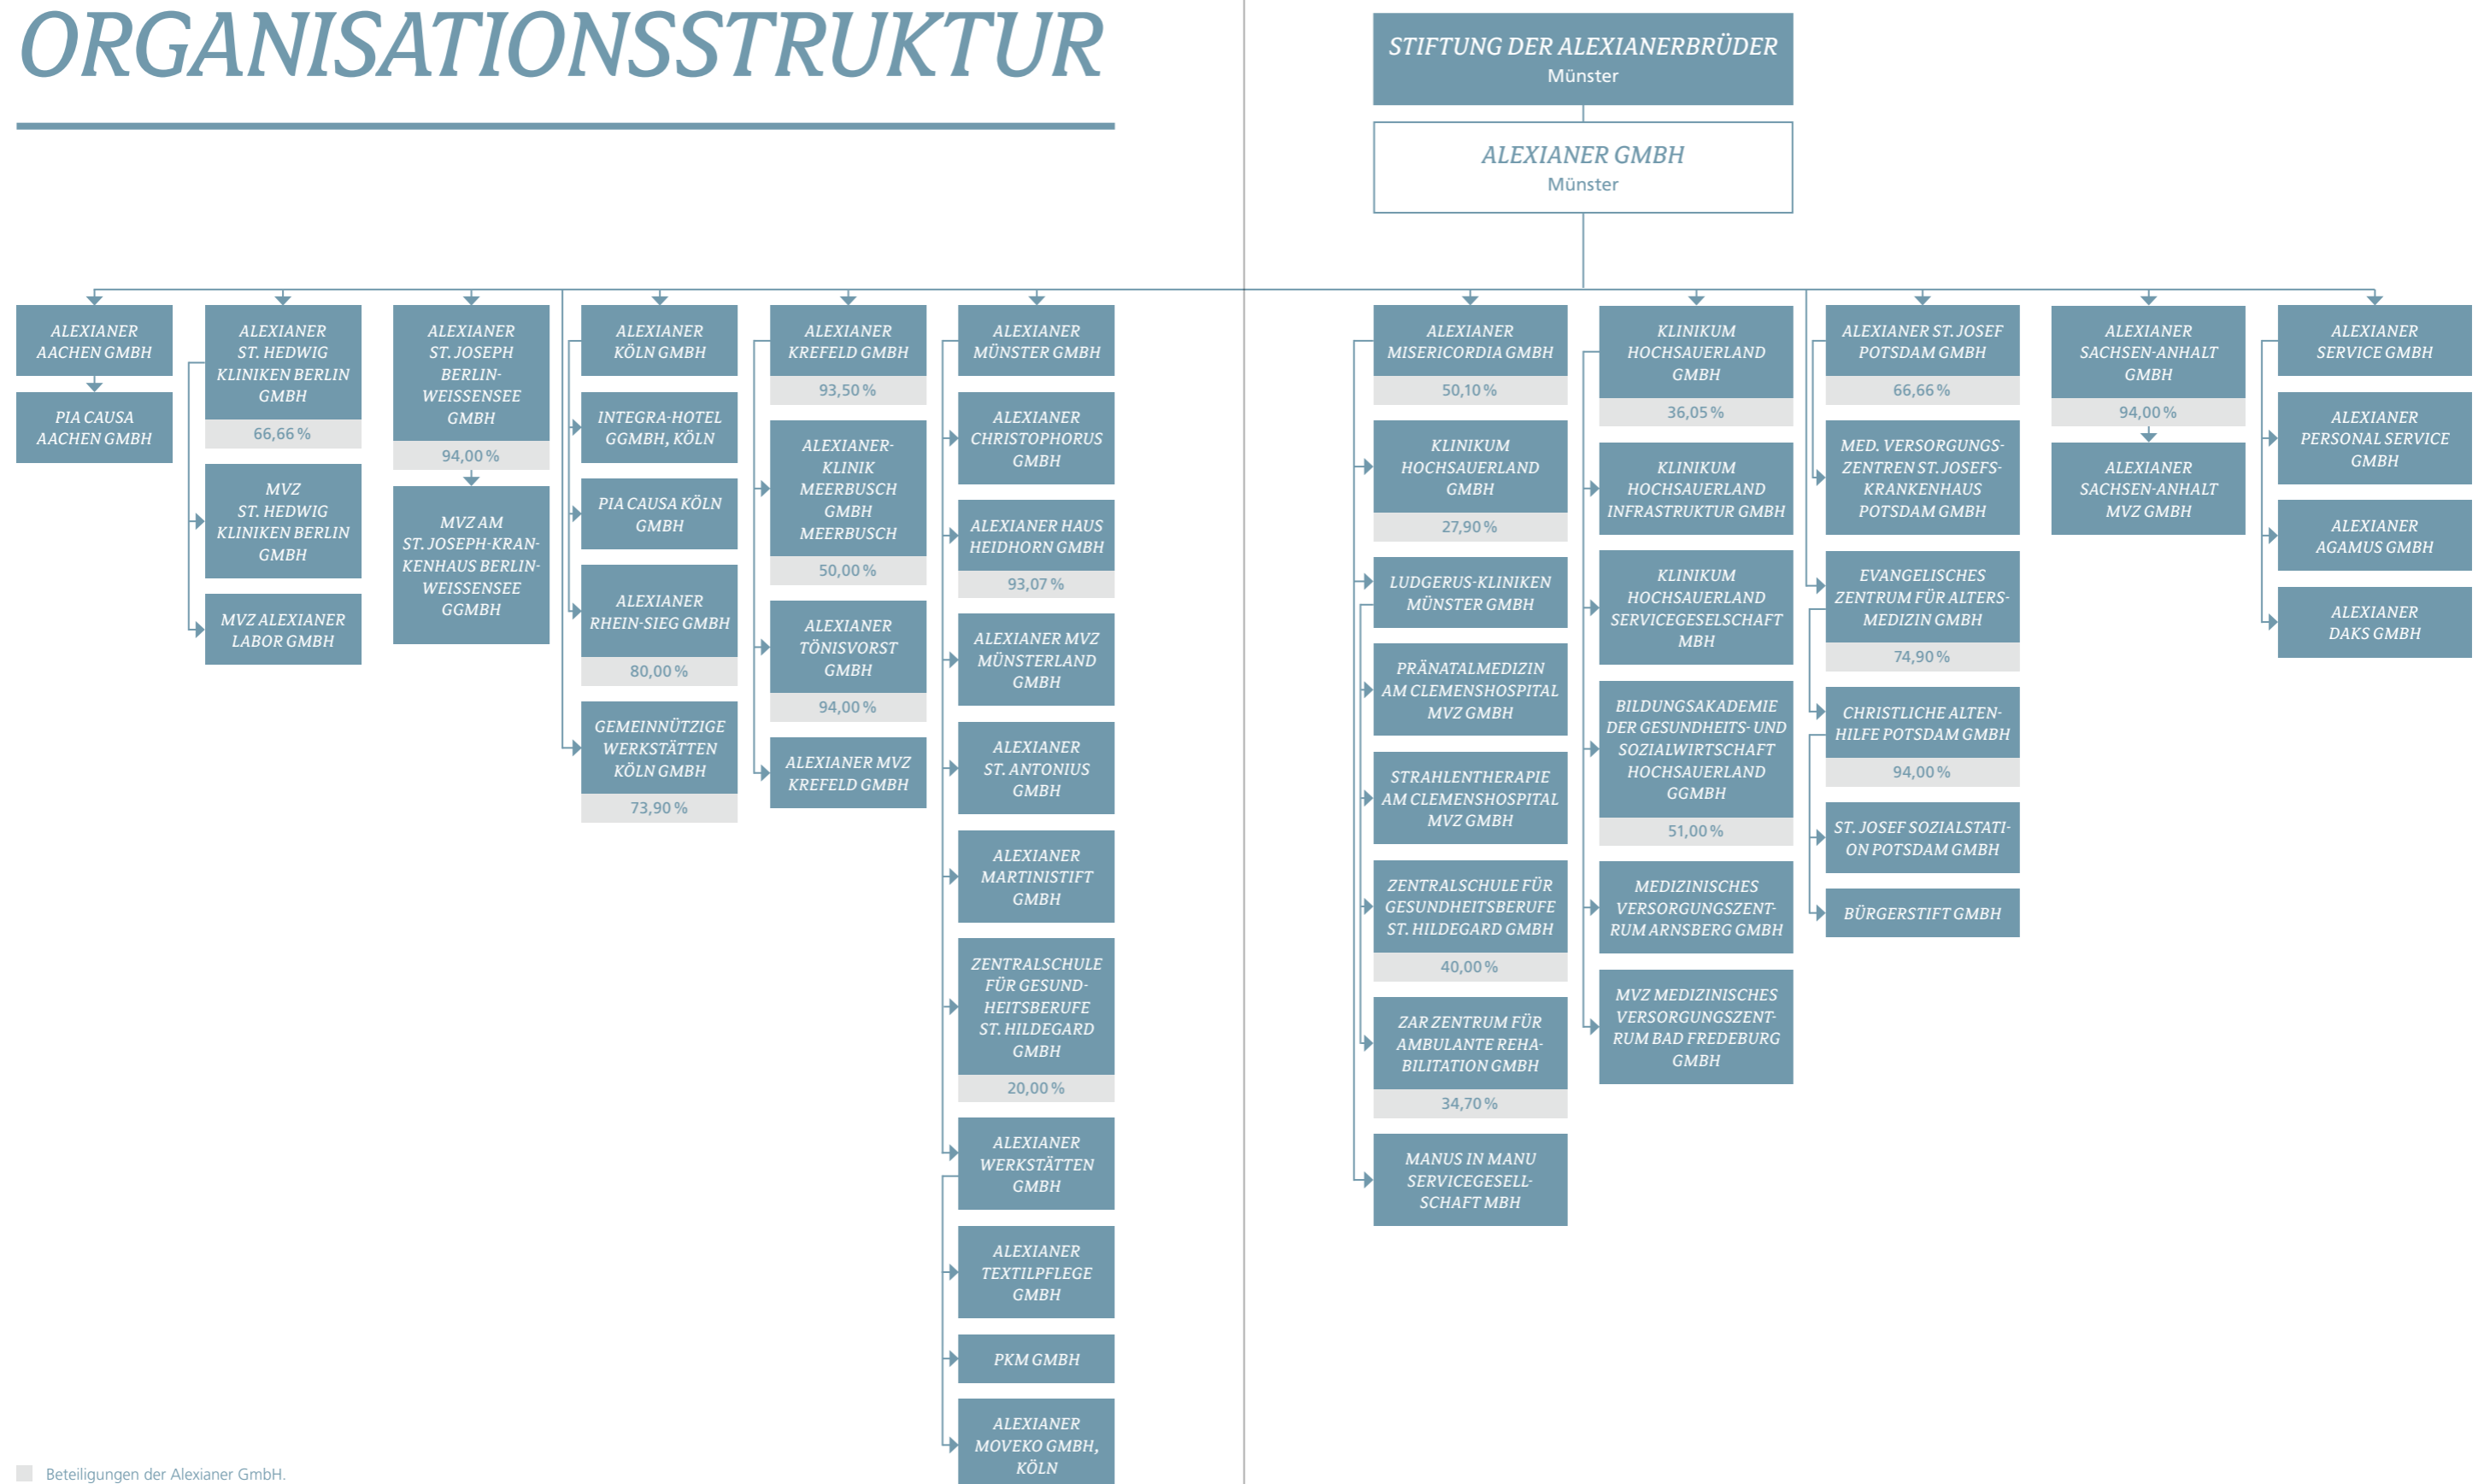 ORGANISATIONSSTRUKTUR
STIFTUNG DER ALEXIANERBRÜDER
Münster
ALEXIANER GMBH
Münster
ALEXIANER
AACHEN GMBH
PIA CAUSA
AACHEN GMBH
ALEXIANER
ST. HEDWIG
KLINIKEN BERLIN
GMBH
66,66 %
MVZ
ST. HEDWIG
KLINIKEN BERLIN
GMBH
MVZ ALEXIANER
LABOR GMBH
ALEXIANER
ST. JOSEPH
BERLIN-
WEISSENSEE
GMBH
94,00 %
MVZ AM
ST. JOSEPH-KRAN-
KENHAUS BERLIN-
WEISSENSEE
GGMBH
ALEXIANER
KÖLN GMBH
INTEGRA-HOTEL
GGMBH, KÖLN
PIA CAUSA KÖLN
GMBH
ALEXIANER
RHEIN-SIEG GMBH
80,00 %
GEMEINNÜTZIGE
WERKSTÄTTEN
KÖLN GMBH
73,90 %
ALEXIANER
KREFELD GMBH
93,50 %
ALEXIANER-
KLINIK
MEERBUSCH
GMBH
MEERBUSCH
50,00 %
ALEXIANER
TÖNISVORST
GMBH
94,00 %
ALEXIANER MVZ
KREFELD GMBH
ALEXIANER
MÜNSTER GMBH
ALEXIANER
CHRISTOPHORUS
GMBH
ALEXIANER HAUS
HEIDHORN GMBH
93,07 %
ALEXIANER MVZ
MÜNSTERLAND
GMBH
ALEXIANER
ST. ANTONIUS
GMBH
ALEXIANER
MARTINISTIFT
GMBH
ZENTRALSCHULE
FÜR GESUND-
HEITSBERUFE
ST. HILDEGARD
GMBH
20,00 %
ALEXIANER
WERKSTÄTTEN
GMBH
ALEXIANER
TEXTILPFLEGE
GMBH
PKM GMBH
ALEXIANER
MOVEKO GMBH,
KÖLN
ALEXIANER
MISERICORDIA GMBH
50,10 %
KLINIKUM
HOCHSAUERLAND
GMBH
27,90 %
LUDGERUS-KLINIKEN
MÜNSTER GMBH
PRÄNATALMEDIZIN
AM CLEMENSHOSPITAL
MVZ GMBH
STRAHLENTHERAPIE
AM CLEMENSHOSPITAL
MVZ GMBH
ZENTRALSCHULE FÜR
GESUNDHEITSBERUFE
ST. HILDEGARD GMBH
40,00 %
ZAR ZENTRUM FÜR
AMBULANTE REHA-
BILITATION GMBH
34,70 %
MANUS IN MANU
SERVICEGESELL-
SCHAFT MBH
KLINIKUM
HOCHSAUERLAND
GMBH
36,05 %
KLINIKUM
HOCHSAUERLAND
INFRASTRUKTUR GMBH
KLINIKUM
HOCHSAUERLAND
SERVICEGESELSCHAFT
MBH
BILDUNGSAKADEMIE
DER GESUNDHEITS- UND
SOZIALWIRTSCHAFT
HOCHSAUERLAND
GGMBH
51,00 %
MEDIZINISCHES
VERSORGUNGSZENT-
RUM ARNSBERG GMBH
MVZ MEDIZINISCHES
VERSORGUNGSZENT-
RUM BAD FREDEBURG
GMBH
ALEXIANER ST. JOSEF
POTSDAM GMBH
66,66 %
MED. VERSORGUNGS-
ZENTREN ST. JOSEFS-
KRANKENHAUS
POTSDAM GMBH
EVANGELISCHES
ZENTRUM FÜR ALTERS-
MEDIZIN GMBH
74,90 %
CHRISTLICHE ALTEN-
HILFE POTSDAM GMBH
94,00 %
ST. JOSEF SOZIALSTATI-
ON POTSDAM GMBH
BÜRGERSTIFT GMBH
ALEXIANER
SACHSEN-ANHALT
GMBH
94,00 %
ALEXIANER
SACHSEN-ANHALT
MVZ GMBH
ALEXIANER
SERVICE GMBH
ALEXIANER
PERSONAL SERVICE
GMBH
ALEXIANER
AGAMUS GMBH
ALEXIANER
DAKS GMBH
Beteiligungen der Alexianer GmbH.